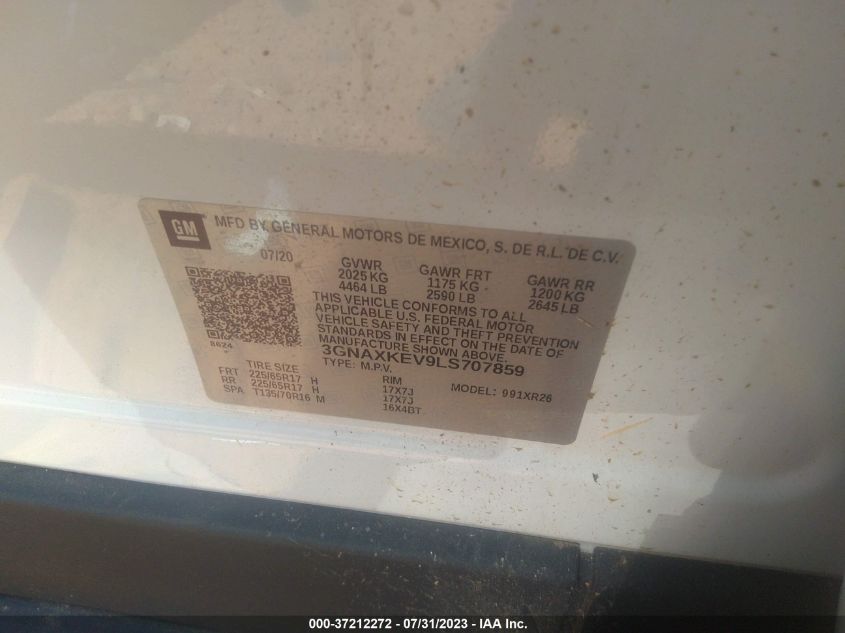 GM
MFD BY GENERAL MOTORS DE MEXICO, S. DE R.L. DE C.V.
07/20
GVWR GAWR FRT GAWR RR
2025 KG 1175 KG 1200 KG
4464 LB 2590 LB 2645 LB
THIS VEHICLE CONFORMS TO ALL
APPLICABLE U.S. FEDERAL MOTOR
VEHICLE SAFETY AND THEFT PREVENTION
STANDARDS IN EFFECT ON THE DATE OF
MANUFACTURE SHOWN ABOVE.
8624
3GNAXKEV9LS707859
TYPE: M.P.V. MODEL: 991XR26
TIRE SIZE RIM
FRT 225/65R17 H 17X7J
RR 225/65R17 H 17X7J
SPA T135/70R16 M 16X4BT
000-37212272 - 07/31/2023 - IAA Inc.